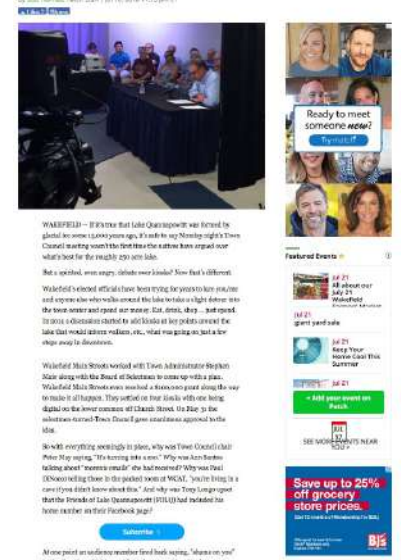 WAKEFIELD — If it's true that Lake Quannapowitt was formed by
glacial ice some 12,000 years ago, it's safe to say Monday night's Town
Council meeting wasn't the first time the natives have argued over
what's best for the roughly 250 acre lake.
But a spirited, even angry, debate over kiosks? Now that's different.
Wakefield's elected officials have been trying for years to lure you/me
and anyone else who walks around the lake to take a slight detour into
the town center and spend our money. Eat, drink, shop ... just spend.
In 2012 a discussion started to add kiosks at key points around the
lake that would inform walkers, etc., what was going on just a few
steps away in downtown.
Wakefield Main Streets worked with Town Administrator Stephen
Maio along with the Board of Selectmen to come up with a plan.
Wakefield Main Streets even reached a turning point along the way
to make it all happen. They settled on four kiosks with one being
digital on the lower common off Church Street. On May 31 the
selectmen-turned-Town Council gave unanimous approval to the
idea.
So with everything seemingly in place, why was Town Council chair
Peter May saying, "It's turning into a zoo." Why was Ann Santos
talking about "moronic emails" she had received? Why was Paul
DiNocco telling those in the packed room at WCAT, "you're living in a
cave if you didn't know about this." And why was Tony Longo upset
that the Friends of Lake Quannapowitt (FOLQ) had included his
home number on their Facebook page?
Subscribe
At one point an audience member fired back saying, "shame on you"
Ready to meet
someone new?
Try match
Featured Events
Jul 21
All about our
July 21
Wakefield
Jul 21
giant yard sale
Jul 21
Keep Your
Home Cool This
Summer
Jul 21
+ Add your event on
Patch
JUL
SEE MORE EVENTS NEAR
YOU >
Save up to 25%
off grocery
store prices.
BJ's